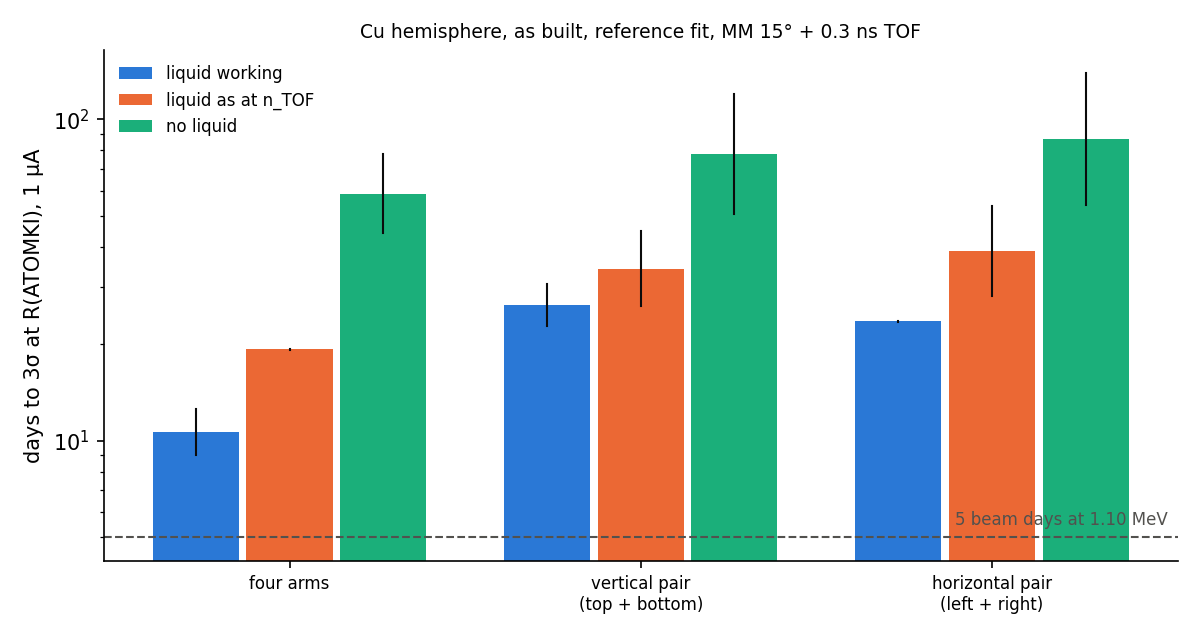 Cu hemisphere, as built, reference fit, MM 15° + 0.3 ns TOF
liquid working
liquid as at n_TOF
no liquid
days to 3σ at R(ATOMKI), 1 μA
10²
10¹
5 beam days at 1.10 MeV
four arms
vertical pair
(top + bottom)
horizontal pair
(left + right)